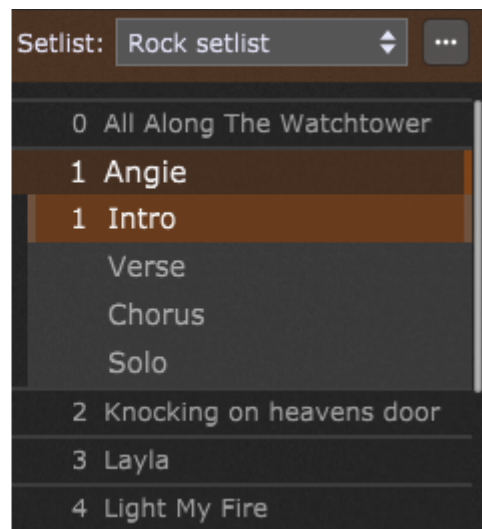 Setlist: Rock setlist ...
0 All Along The Watchtower
1 Angie
1 Intro
Verse
Chorus
Solo
2 Knocking on heavens door
3 Layla
4 Light My Fire